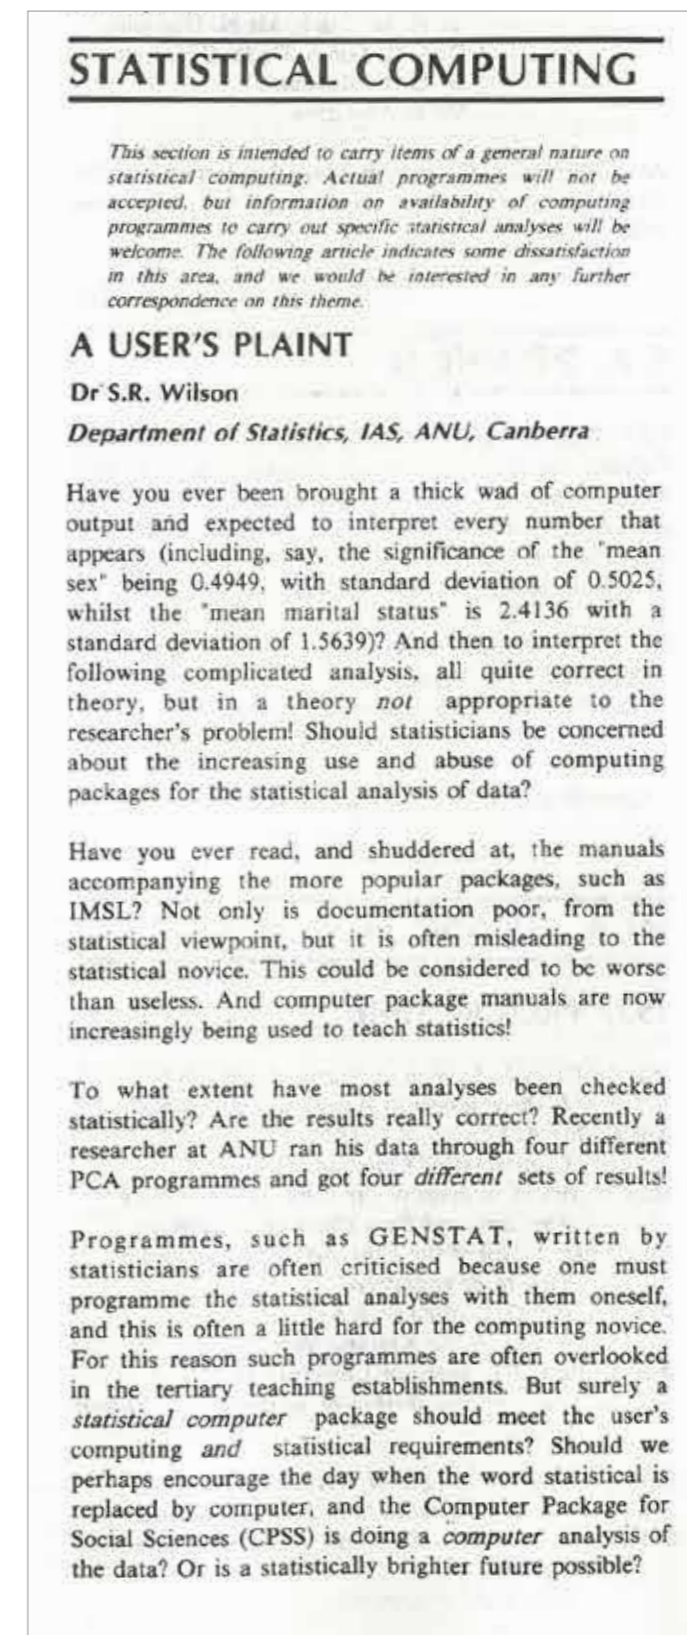 STATISTICAL COMPUTING
This section is intended to carry items of a general nature on
statistical computing. Actual programmes will not be
accepted, but information on availability of computing
programmes to carry out specific statistical analyses will be
welcome. The following article indicates some dissatisfaction
in this area, and we would be interested in any further
correspondence on this theme.
A USER'S PLAINT
Dr S.R. Wilson
Department of Statistics, IAS, ANU, Canberra
Have you ever been brought a thick wad of computer
output and expected to interpret every number that
appears (including, say, the significance of the "mean
sex" being 0.4949, with standard deviation of 0.5025,
whilst the "mean marital status" is 2.4136 with a
standard deviation of 1.5639)? And then to interpret the
following complicated analysis, all quite correct in
theory, but in a theory not appropriate to the
researcher's problem! Should statisticians be concerned
about the increasing use and abuse of computing
packages for the statistical analysis of data?
Have you ever read, and shuddered at, the manuals
accompanying the more popular packages, such as
IMSL? Not only is documentation poor, from the
statistical viewpoint, but it is often misleading to the
statistical novice. This could be considered to be worse
than useless. And computer package manuals are now
increasingly being used to teach statistics!
To what extent have most analyses been checked
statistically? Are the results really correct? Recently a
researcher at ANU ran his data through four different
PCA programmes and got four different sets of results!
Programmes, such as GENSTAT, written by
statisticians are often criticised because one must
programme the statistical analyses with them oneself,
and this is often a little hard for the computing novice.
For this reason such programmes are often overlooked
in the tertiary teaching establishments. But surely a
statistical computer package should meet the user's
computing and statistical requirements? Should we
perhaps encourage the day when the word statistical is
replaced by computer, and the Computer Package for
Social Sciences (CPSS) is doing a computer analysis of
the data? Or is a statistically brighter future possible?